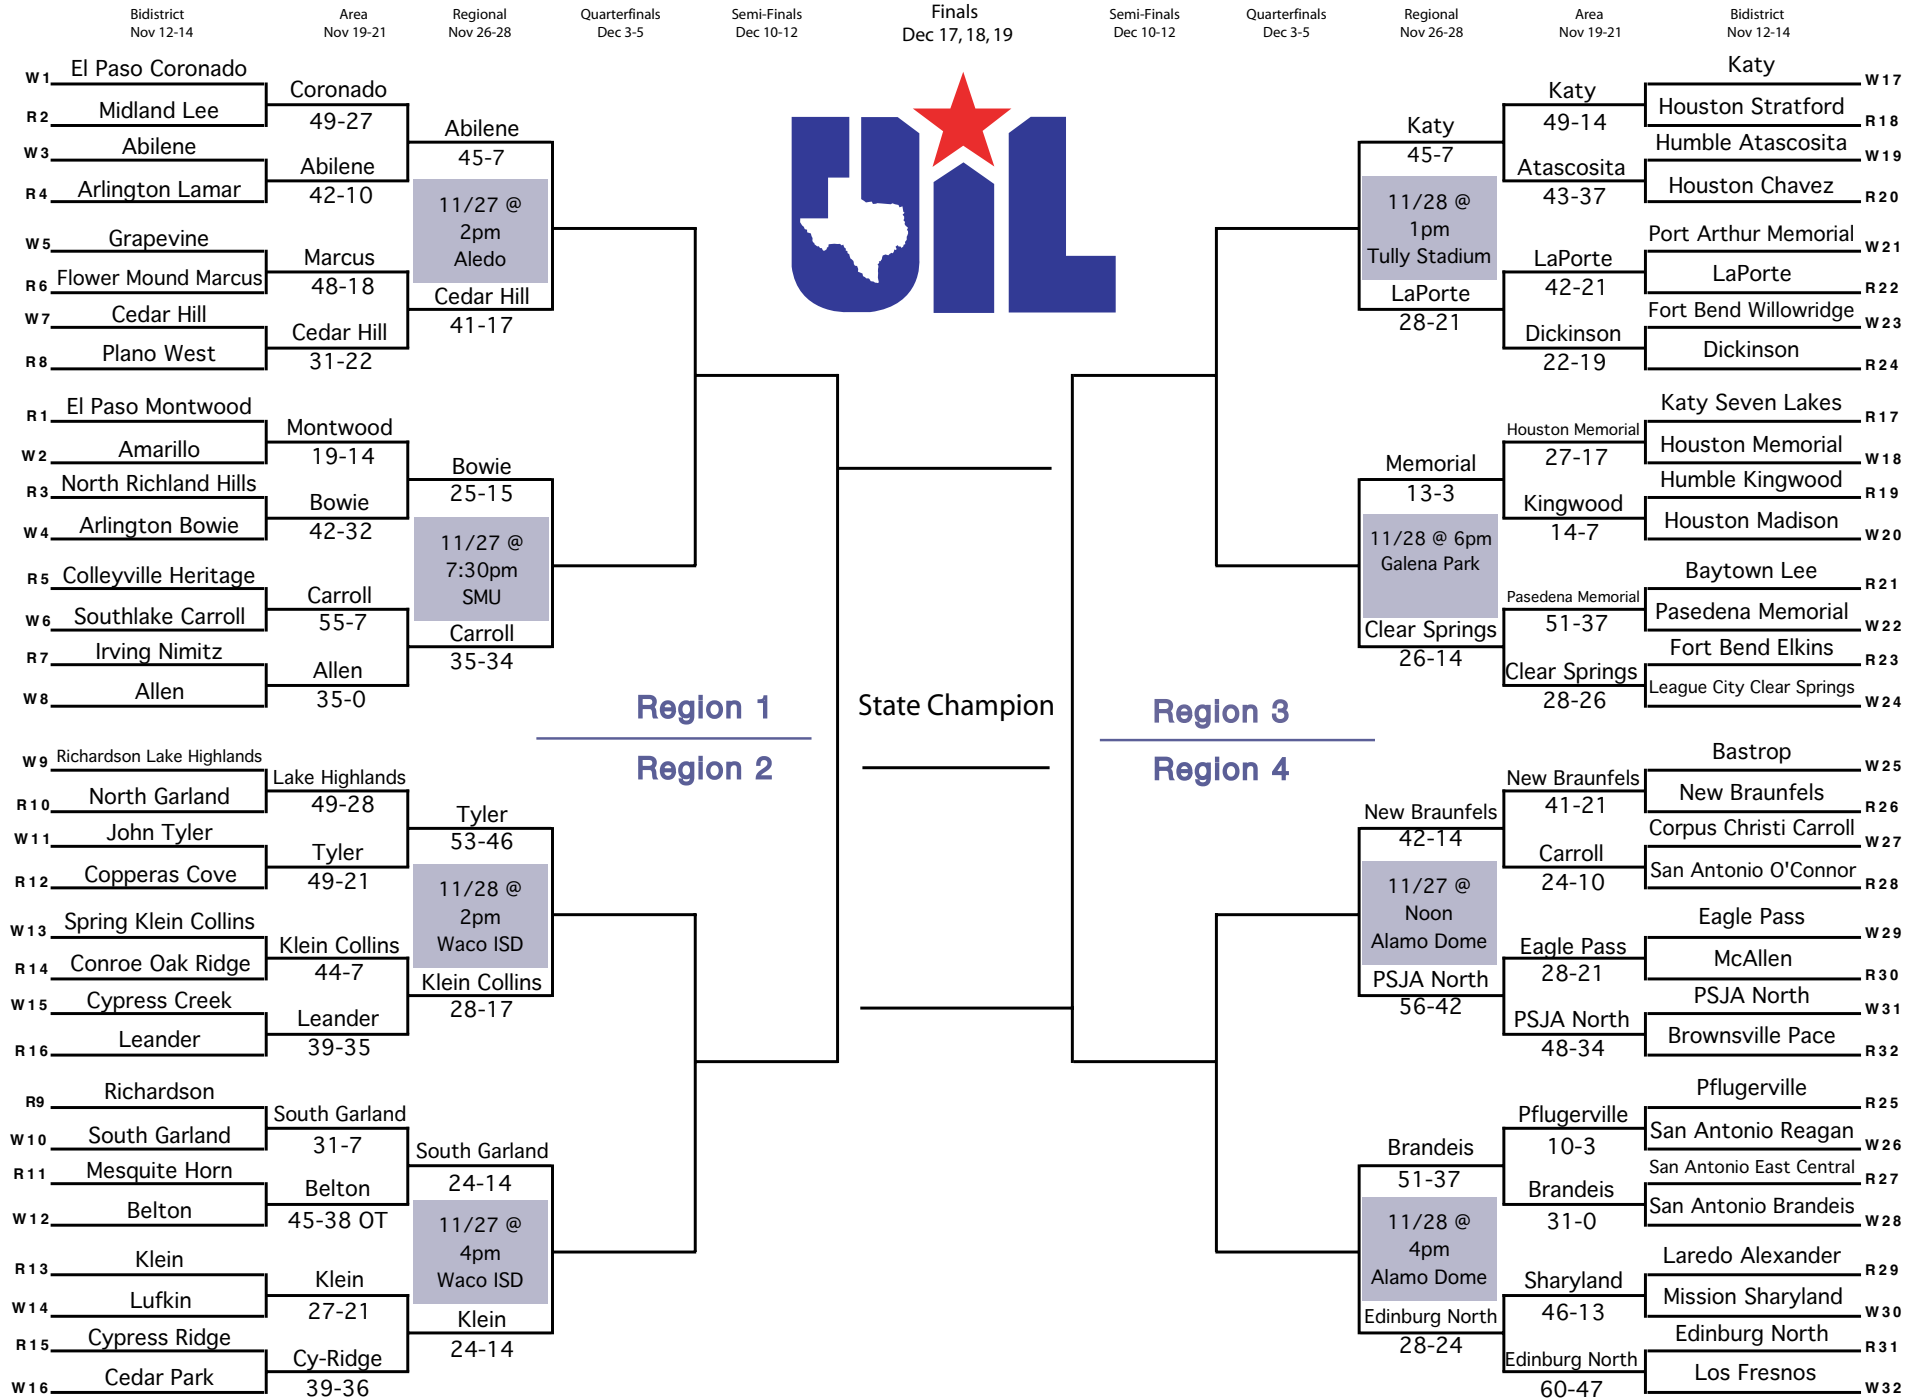 Bidistrict
Nov 12-14
Area
Nov 19-21
Regional
Nov 26-28
Quarterfinals
Dec 3-5
Semi-Finals
Dec 10-12
Finals
Dec 17, 18, 19
Semi-Finals
Dec 10-12
Quarterfinals
Dec 3-5
Regional
Nov 26-28
Area
Nov 19-21
Bidistrict
Nov 12-14
UIL
W1 El Paso Coronado
R2 Midland Lee
W3 Abilene
R4 Arlington Lamar
W5 Grapevine
R6 Flower Mound Marcus
W7 Cedar Hill
R8 Plano West
R1 El Paso Montwood
W2 Amarillo
R3 North Richland Hills
W4 Arlington Bowie
R5 Colleyville Heritage
W6 Southlake Carroll
R7 Irving Nimitz
W8 Allen
Coronado
49-27
Abilene
42-10
Marcus
48-18
Cedar Hill
31-22
Montwood
19-14
Bowie
42-32
Carroll
55-7
Allen
35-0
Abilene
45-7
11/27 @
2pm
Aledo
Cedar Hill
41-17
Bowie
25-15
11/27 @
7:30pm
SMU
Carroll
35-34
Region 1
Region 2
W9 Richardson Lake Highlands
R10 North Garland
W11 John Tyler
R12 Copperas Cove
W13 Spring Klein Collins
R14 Conroe Oak Ridge
W15 Cypress Creek
R16 Leander
R9 Richardson
W10 South Garland
R11 Mesquite Horn
W12 Belton
R13 Klein
W14 Lufkin
R15 Cypress Ridge
W16 Cedar Park
Lake Highlands
49-28
Tyler
49-21
Klein Collins
44-7
Leander
39-35
South Garland
31-7
Belton
45-38 OT
Klein
27-21
Cy-Ridge
39-36
Tyler
53-46
11/28 @
2pm
Waco ISD
Klein Collins
28-17
South Garland
24-14
11/27 @
4pm
Waco ISD
Klein
24-14
State Champion
Region 3
Region 4
Katy
45-7
11/28 @
1pm
Tully Stadium
LaPorte
28-21
Memorial
13-3
11/28 @ 6pm
Galena Park
Clear Springs
26-14
Katy
49-14
Atascosita
43-37
LaPorte
42-21
Dickinson
22-19
Houston Memorial
27-17
Kingwood
14-7
Pasedena Memorial
51-37
Clear Springs
28-26
Katy W17
Houston Stratford R18
Humble Atascosita W19
Houston Chavez R20
Port Arthur Memorial W21
LaPorte R22
Fort Bend Willowridge W23
Dickinson R24
Katy Seven Lakes R17
Houston Memorial W18
Humble Kingwood R19
Houston Madison W20
Baytown Lee R21
Pasedena Memorial W22
Fort Bend Elkins R23
League City Clear Springs W24
New Braunfels
42-14
11/27 @
Noon
Alamo Dome
PSJA North
56-42
Brandeis
51-37
11/28 @
4pm
Alamo Dome
Edinburg North
28-24
New Braunfels
41-21
Carroll
24-10
Eagle Pass
28-21
PSJA North
48-34
Pflugerville
10-3
Brandeis
31-0
Sharyland
46-13
Edinburg North
60-47
Bastrop W25
New Braunfels R26
Corpus Christi Carroll W27
San Antonio O'Connor R28
Eagle Pass W29
McAllen R30
PSJA North W31
Brownsville Pace R32
Pflugerville R25
San Antonio Reagan W26
San Antonio East Central R27
San Antonio Brandeis W28
Laredo Alexander R29
Mission Sharyland W30
Edinburg North R31
Los Fresnos W32